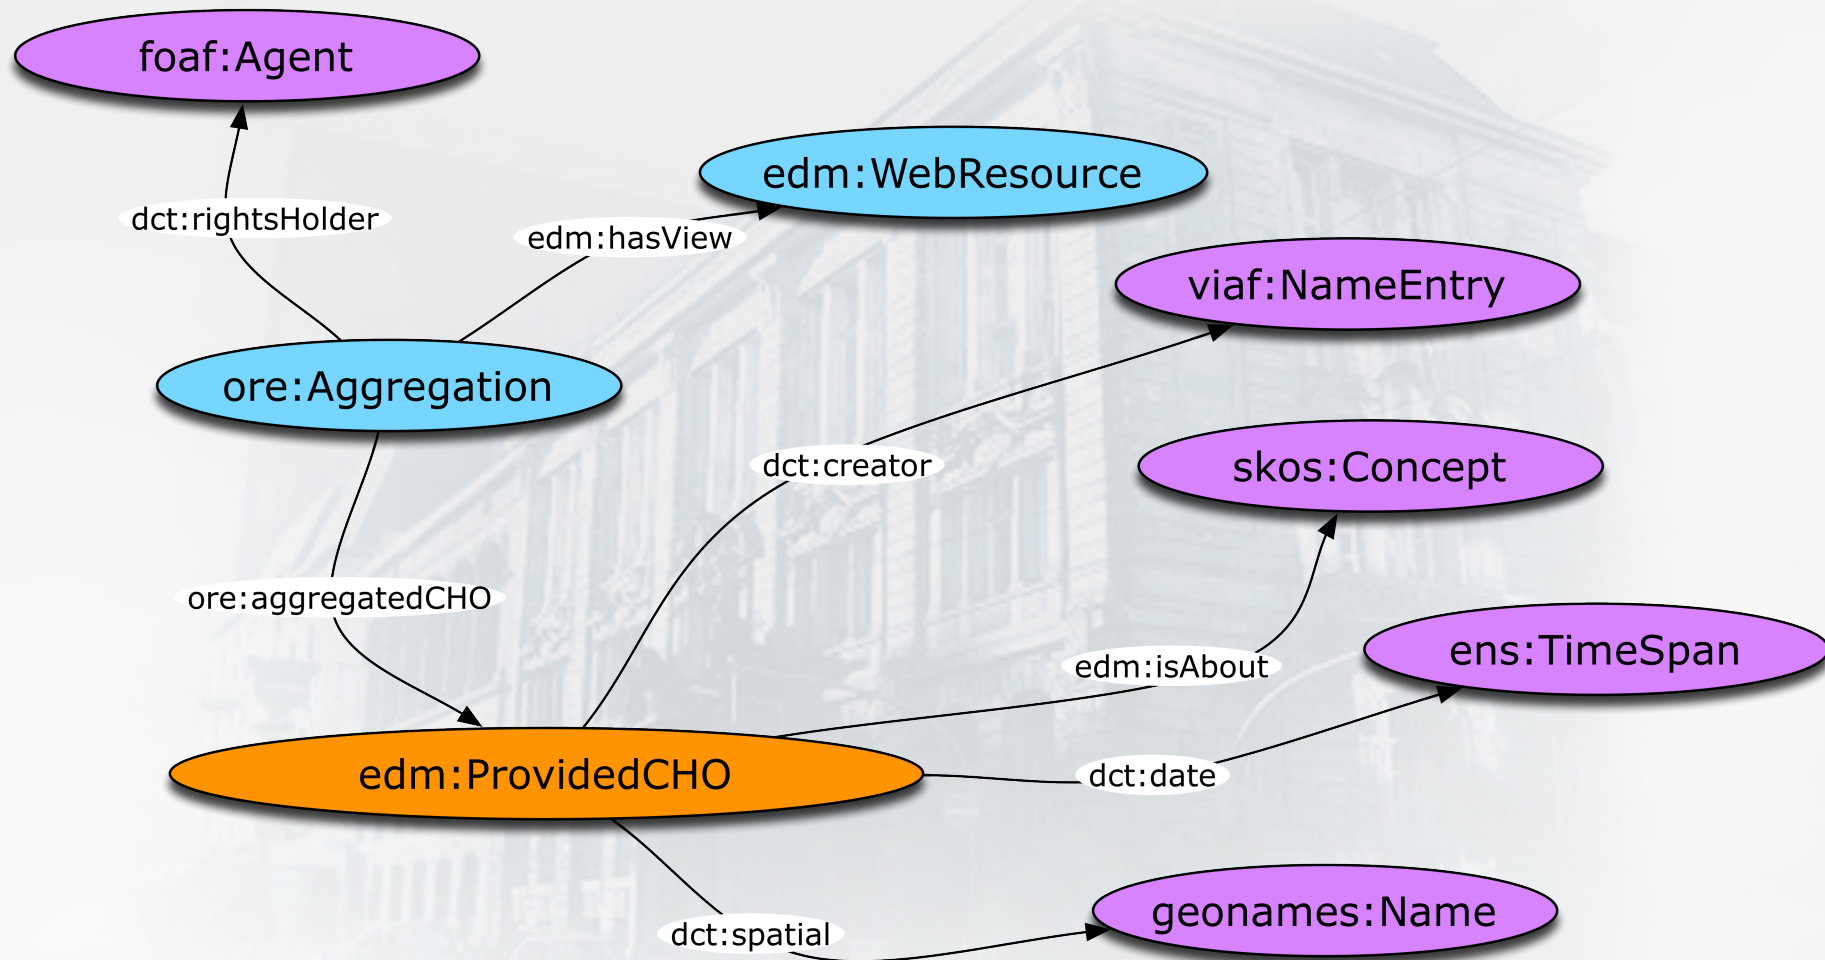 foaf:Agent
edm:WebResource
dct:rightsHolder
edm:hasView
viaf:NameEntry
ore:Aggregation
dct:creator
skos:Concept
ore:aggregatedCHO
ens:TimeSpan
edm:isAbout
edm:ProvidedCHO
dct:date
geonames:Name
dct:spatial